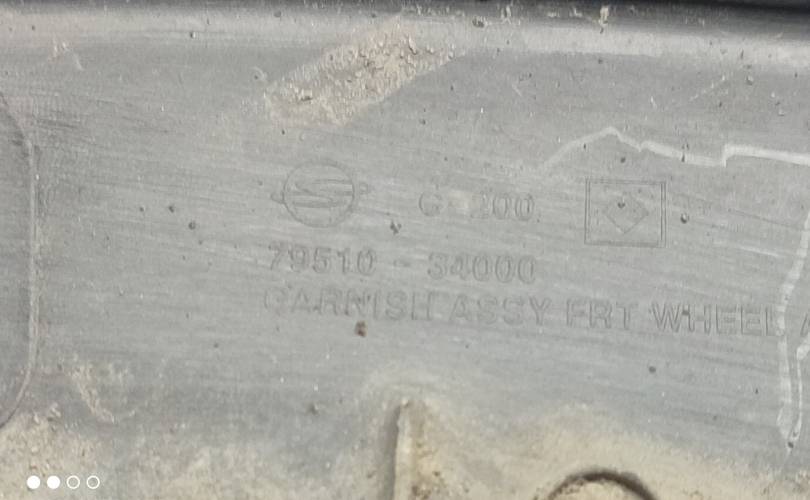 C-200
79510 - 34000
GARNISH ASSY FRT WHEEL